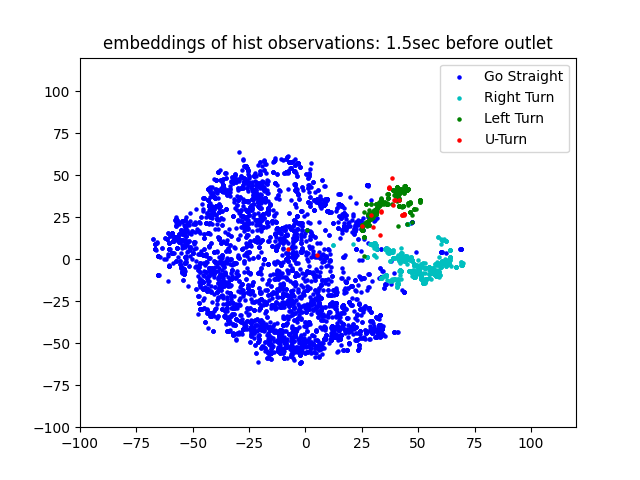 embeddings of hist observations: 1.5sec before outlet
Go Straight
Right Turn
Left Turn
U-Turn
100
75
50
25
0
−25
−50
−75
−100
−100 −75 −50 −25 0 25 50 75 100